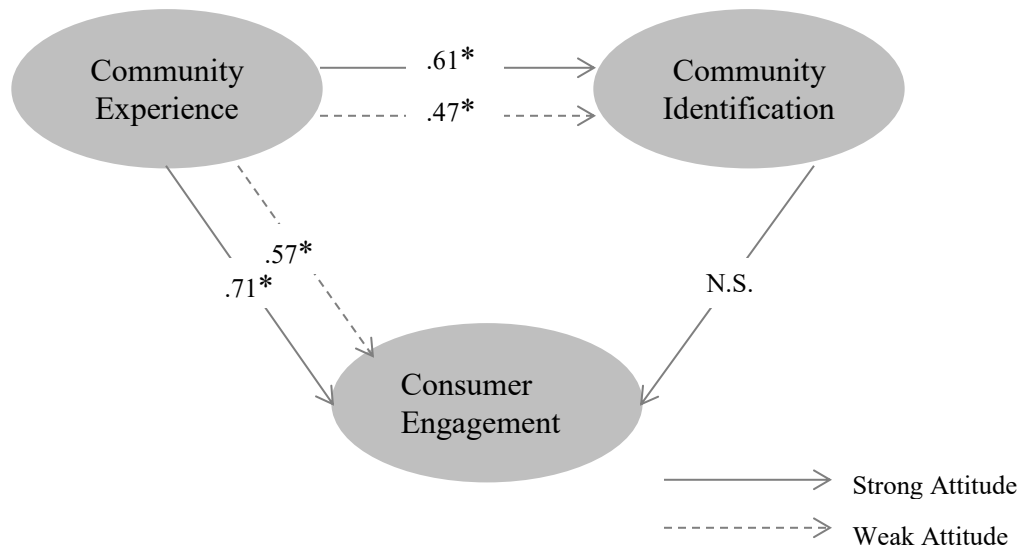 Community
Experience
.61*
.47*
Community
Identification
.57*
.71*
N.S.
Consumer
Engagement
Strong Attitude
Weak Attitude